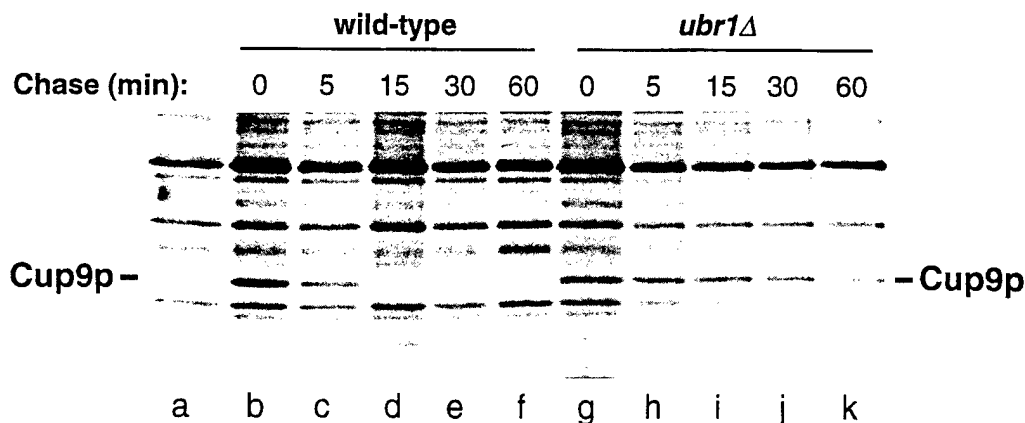 wild-type ubr1Δ
Chase (min): 0 5 15 30 60 0 5 15 30 60
Cup9p – – Cup9p
a b c d e f g h i j k